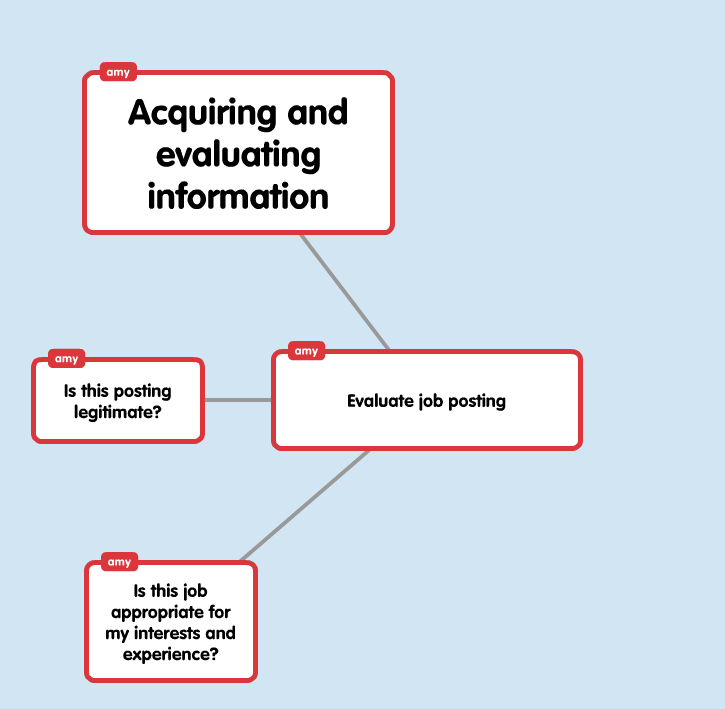 amy
Acquiring and
evaluating
information
amy
Is this posting
legitimate?
amy
Evaluate job posting
amy
Is this job
appropriate for
my interests and
experience?